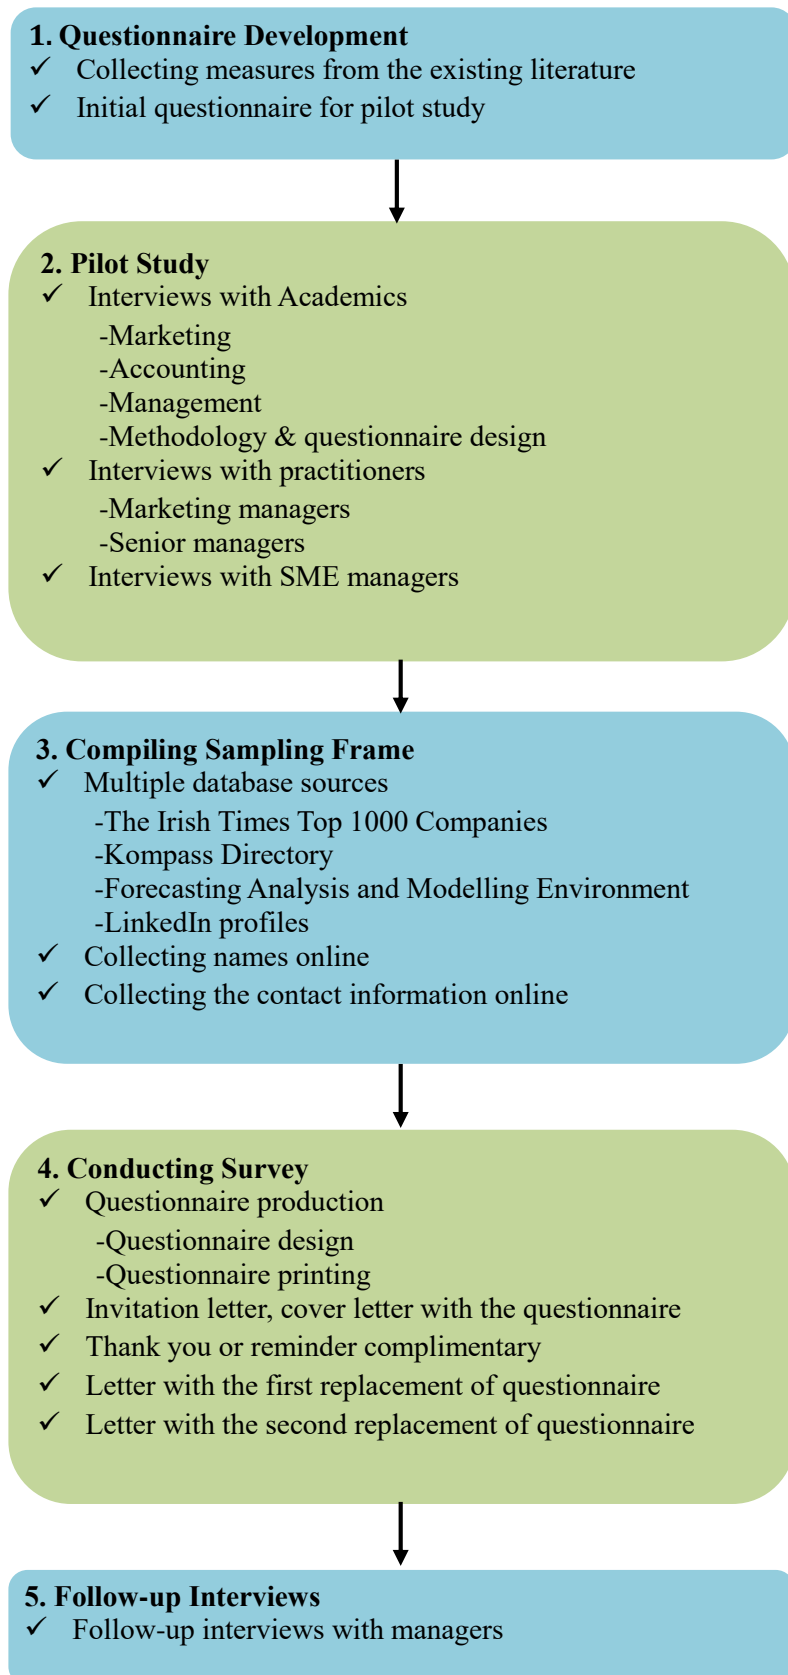 1. Questionnaire Development
✓ Collecting measures from the existing literature
✓ Initial questionnaire for pilot study
2. Pilot Study
✓ Interviews with Academics
-Marketing
-Accounting
-Management
-Methodology & questionnaire design
✓ Interviews with practitioners
-Marketing managers
-Senior managers
✓ Interviews with SME managers
3. Compiling Sampling Frame
✓ Multiple database sources
-The Irish Times Top 1000 Companies
-Kompass Directory
-Forecasting Analysis and Modelling Environment
-LinkedIn profiles
✓ Collecting names online
✓ Collecting the contact information online
4. Conducting Survey
✓ Questionnaire production
-Questionnaire design
-Questionnaire printing
✓ Invitation letter, cover letter with the questionnaire
✓ Thank you or reminder complimentary
✓ Letter with the first replacement of questionnaire
✓ Letter with the second replacement of questionnaire
5. Follow-up Interviews
✓ Follow-up interviews with managers